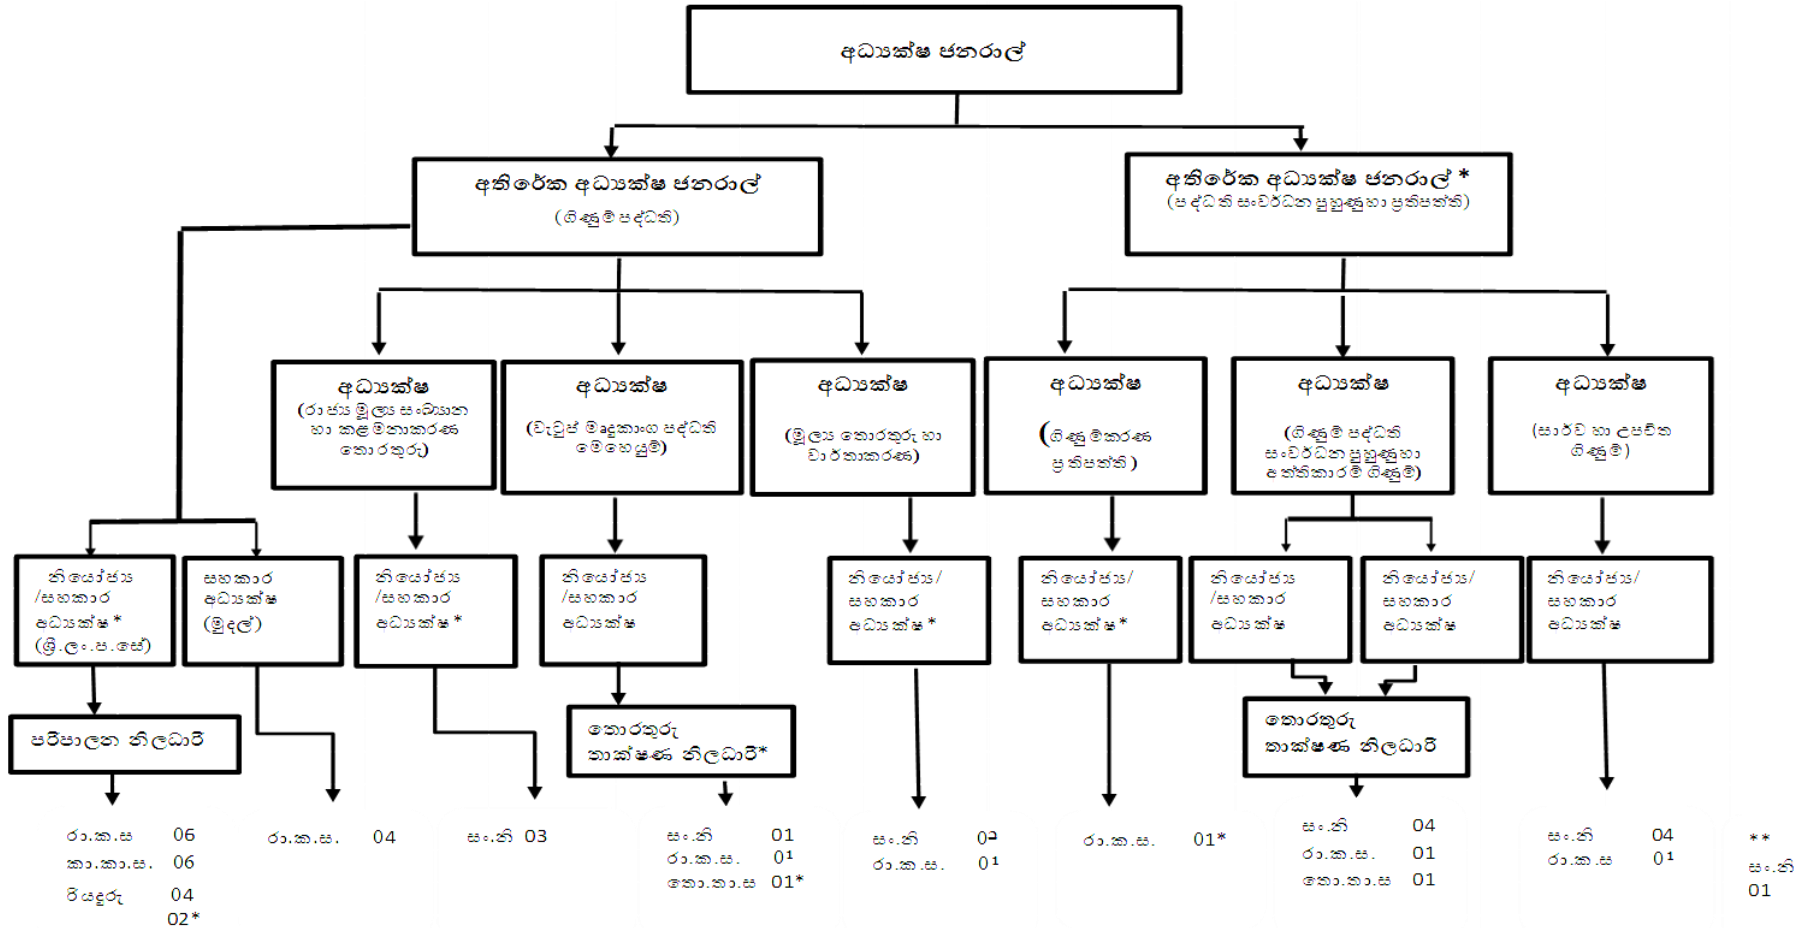 අධ්‍යක්ෂ ජනරාල්
අතිරේක අධ්‍යක්ෂ ජනරාල්
(ගිණුම් පද්ධති)
අතිරේක අධ්‍යක්ෂ ජනරාල් *
(පද්ධති සංවර්ධන පුහුණු හා ප්‍රතිපත්ති)
අධ්‍යක්ෂ
(රාජ්‍ය මූල්‍ය සංඛ්‍යාන
හා කළමනාකරණ
තොරතුරු)
අධ්‍යක්ෂ
(වැටුප් මෘදුකාංග පද්ධති
මෙහෙයුම්)
අධ්‍යක්ෂ
(මූල්‍ය තොරතුරු හා
වාර්තාකරණ)
අධ්‍යක්ෂ
(ගිණුම්කරණ
ප්‍රතිපත්ති)
අධ්‍යක්ෂ
(ගිණුම් පද්ධති
සංවර්ධන පුහුණු හා
අත්තිකාරම් ගිණුම්)
අධ්‍යක්ෂ
(සාර්ව හා උපචිත
ගිණුම්)
නියෝජ්‍ය
/සහකාර
අධ්‍යක්ෂ*
(ශ්‍රී.ලං.ප.සේ)
සහකාර
අධ්‍යක්ෂ
(මුදල්)
නියෝජ්‍ය
/සහකාර
අධ්‍යක්ෂ*
නියෝජ්‍ය
/සහකාර
අධ්‍යක්ෂ
නියෝජ්‍ය/
සහකාර
අධ්‍යක්ෂ*
නියෝජ්‍ය/
සහකාර
අධ්‍යක්ෂ*
නියෝජ්‍ය
/සහකාර
අධ්‍යක්ෂ
නියෝජ්‍ය/
සහකාර
අධ්‍යක්ෂ
නියෝජ්‍ය/
සහකාර
අධ්‍යක්ෂ
පරිපාලන නිලධාරී
තොරතුරු
තාක්ෂණ නිලධාරී*
තොරතුරු
තාක්ෂණ නිලධාරී
රා.ක.ස 06
කා.කා.ස. 06
රියදුරු 04
02*
රා.ක.ස. 04
සං.නි 03
සං.නි 01
රා.ක.ස. 01
තො.තා.ස 01*
සං.නි
රා.ක.ස. 01
රා.ක.ස. 01*
සං.නි 04
රා.ක.ස. 01
තො.තා.ස 01
සං.නි 04
රා.ක.ස 01
**
සං.නි
01